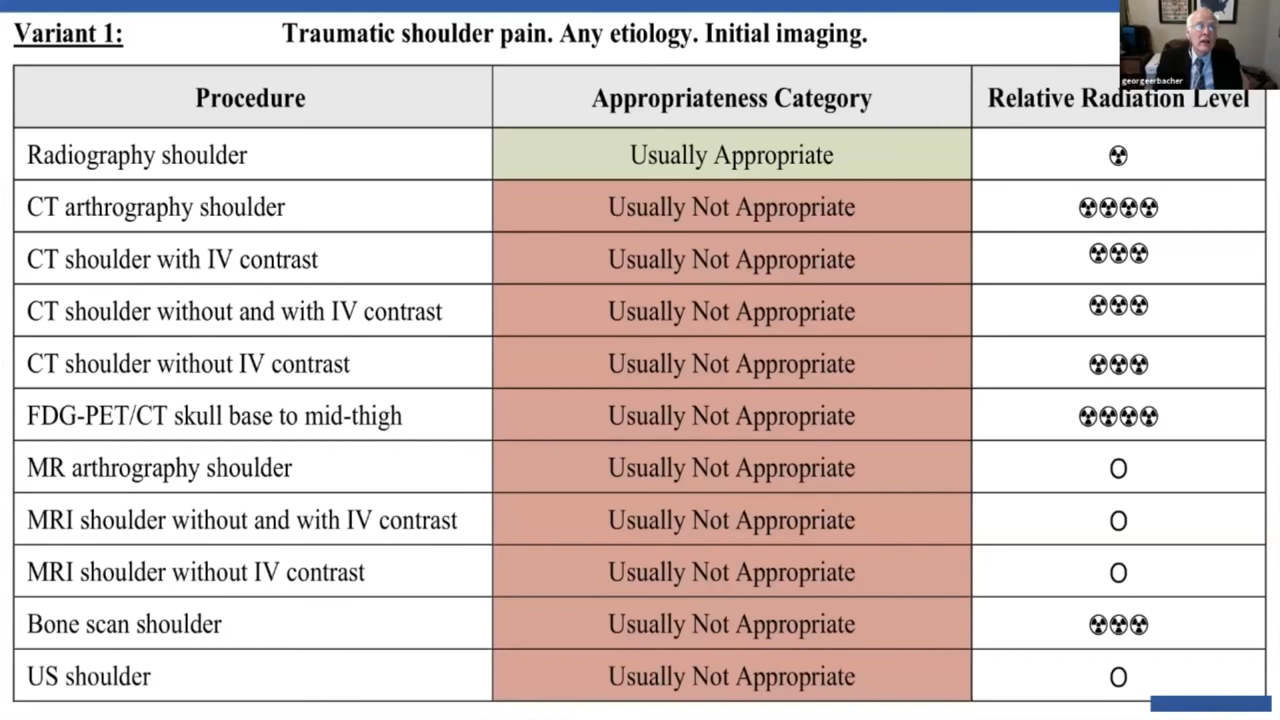 Variant 1: Traumatic shoulder pain. Any etiology. Initial imaging.
georgeerbacher
Procedure Appropriateness Category Relative Radiation Level
Radiography shoulder Usually Appropriate ☢
CT arthrography shoulder Usually Not Appropriate ☢☢☢☢
CT shoulder with IV contrast Usually Not Appropriate ☢☢☢
CT shoulder without and with IV contrast Usually Not Appropriate ☢☢☢
CT shoulder without IV contrast Usually Not Appropriate ☢☢☢
FDG-PET/CT skull base to mid-thigh Usually Not Appropriate ☢☢☢☢
MR arthrography shoulder Usually Not Appropriate O
MRI shoulder without and with IV contrast Usually Not Appropriate O
MRI shoulder without IV contrast Usually Not Appropriate O
Bone scan shoulder Usually Not Appropriate ☢☢☢
US shoulder Usually Not Appropriate O